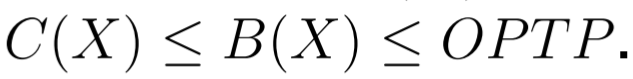 C(X) ≤ B(X) ≤ OPTP.